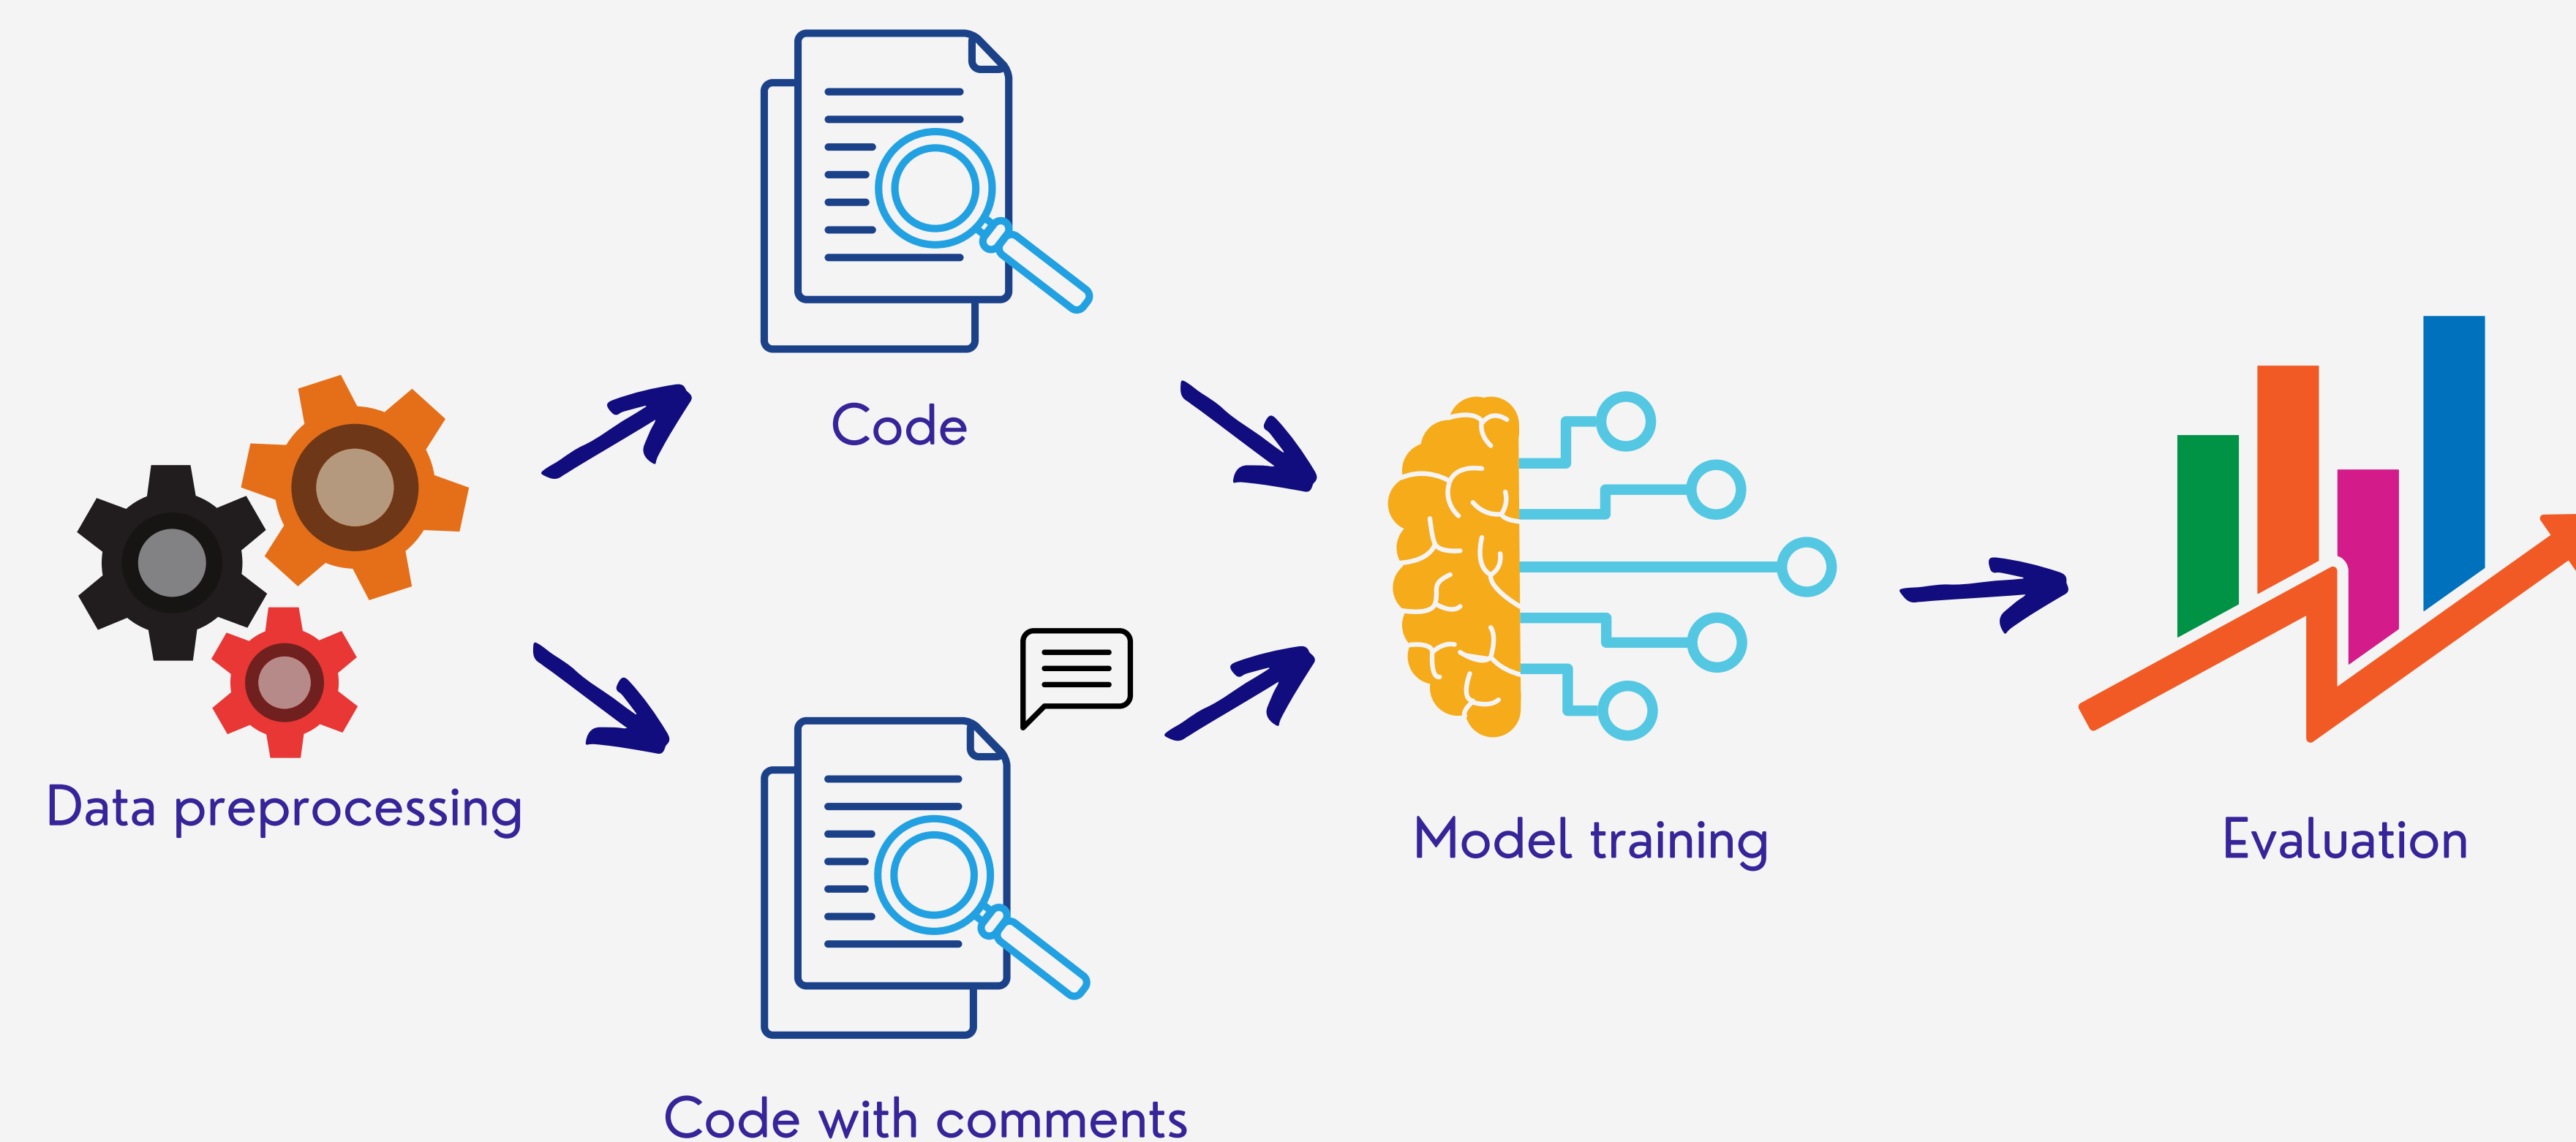 Code
Data preprocessing
Model training
Evaluation
Code with comments